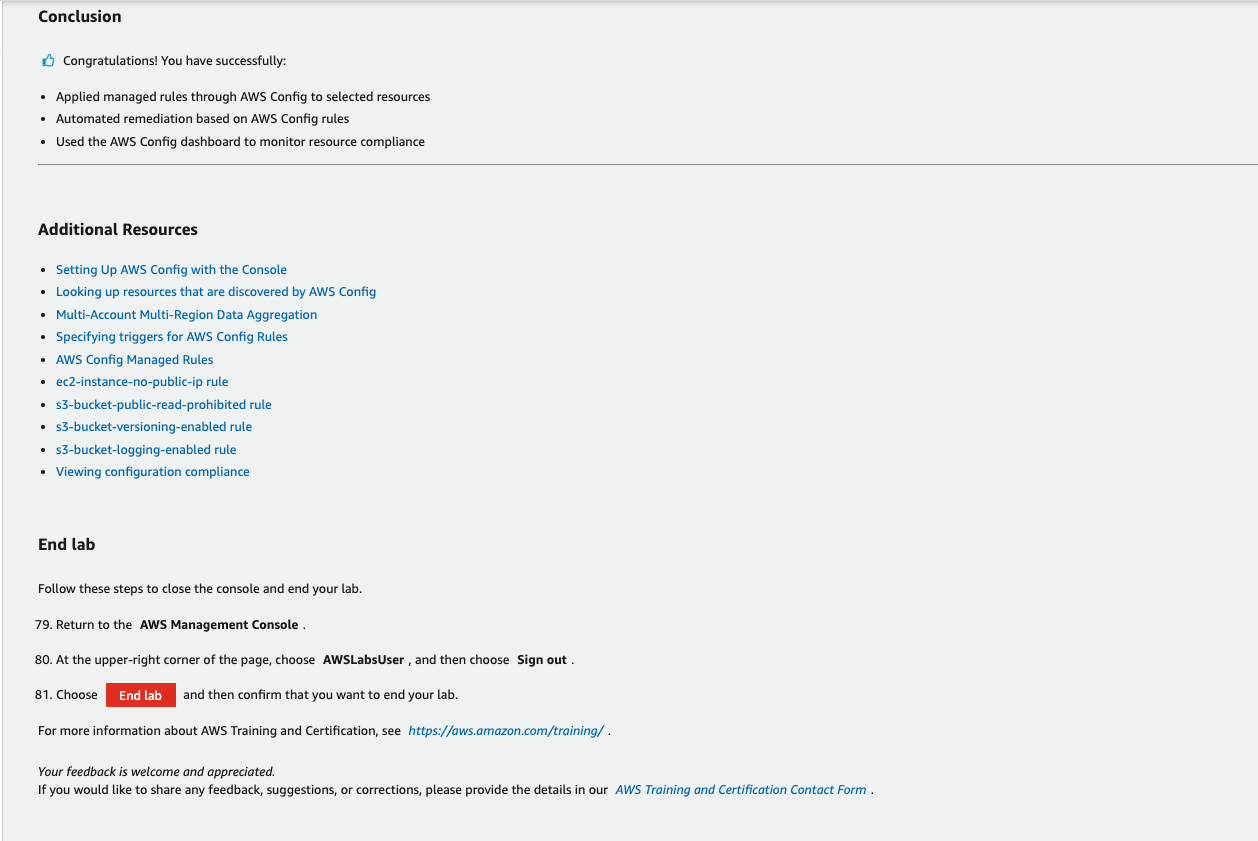 Conclusion
Congratulations! You have successfully:
• Applied managed rules through AWS Config to selected resources
• Automated remediation based on AWS Config rules
• Used the AWS Config dashboard to monitor resource compliance
Additional Resources
• Setting Up AWS Config with the Console
• Looking up resources that are discovered by AWS Config
• Multi-Account Multi-Region Data Aggregation
• Specifying triggers for AWS Config Rules
• AWS Config Managed Rules
• ec2-instance-no-public-ip rule
• s3-bucket-public-read-prohibited rule
• s3-bucket-versioning-enabled rule
• s3-bucket-logging-enabled rule
• Viewing configuration compliance
End lab
Follow these steps to close the console and end your lab.
79. Return to the AWS Management Console .
80. At the upper-right corner of the page, choose AWSLabsUser , and then choose Sign out .
81. Choose End lab and then confirm that you want to end your lab.
For more information about AWS Training and Certification, see https://aws.amazon.com/training/ .
Your feedback is welcome and appreciated.
If you would like to share any feedback, suggestions, or corrections, please provide the details in our AWS Training and Certification Contact Form .